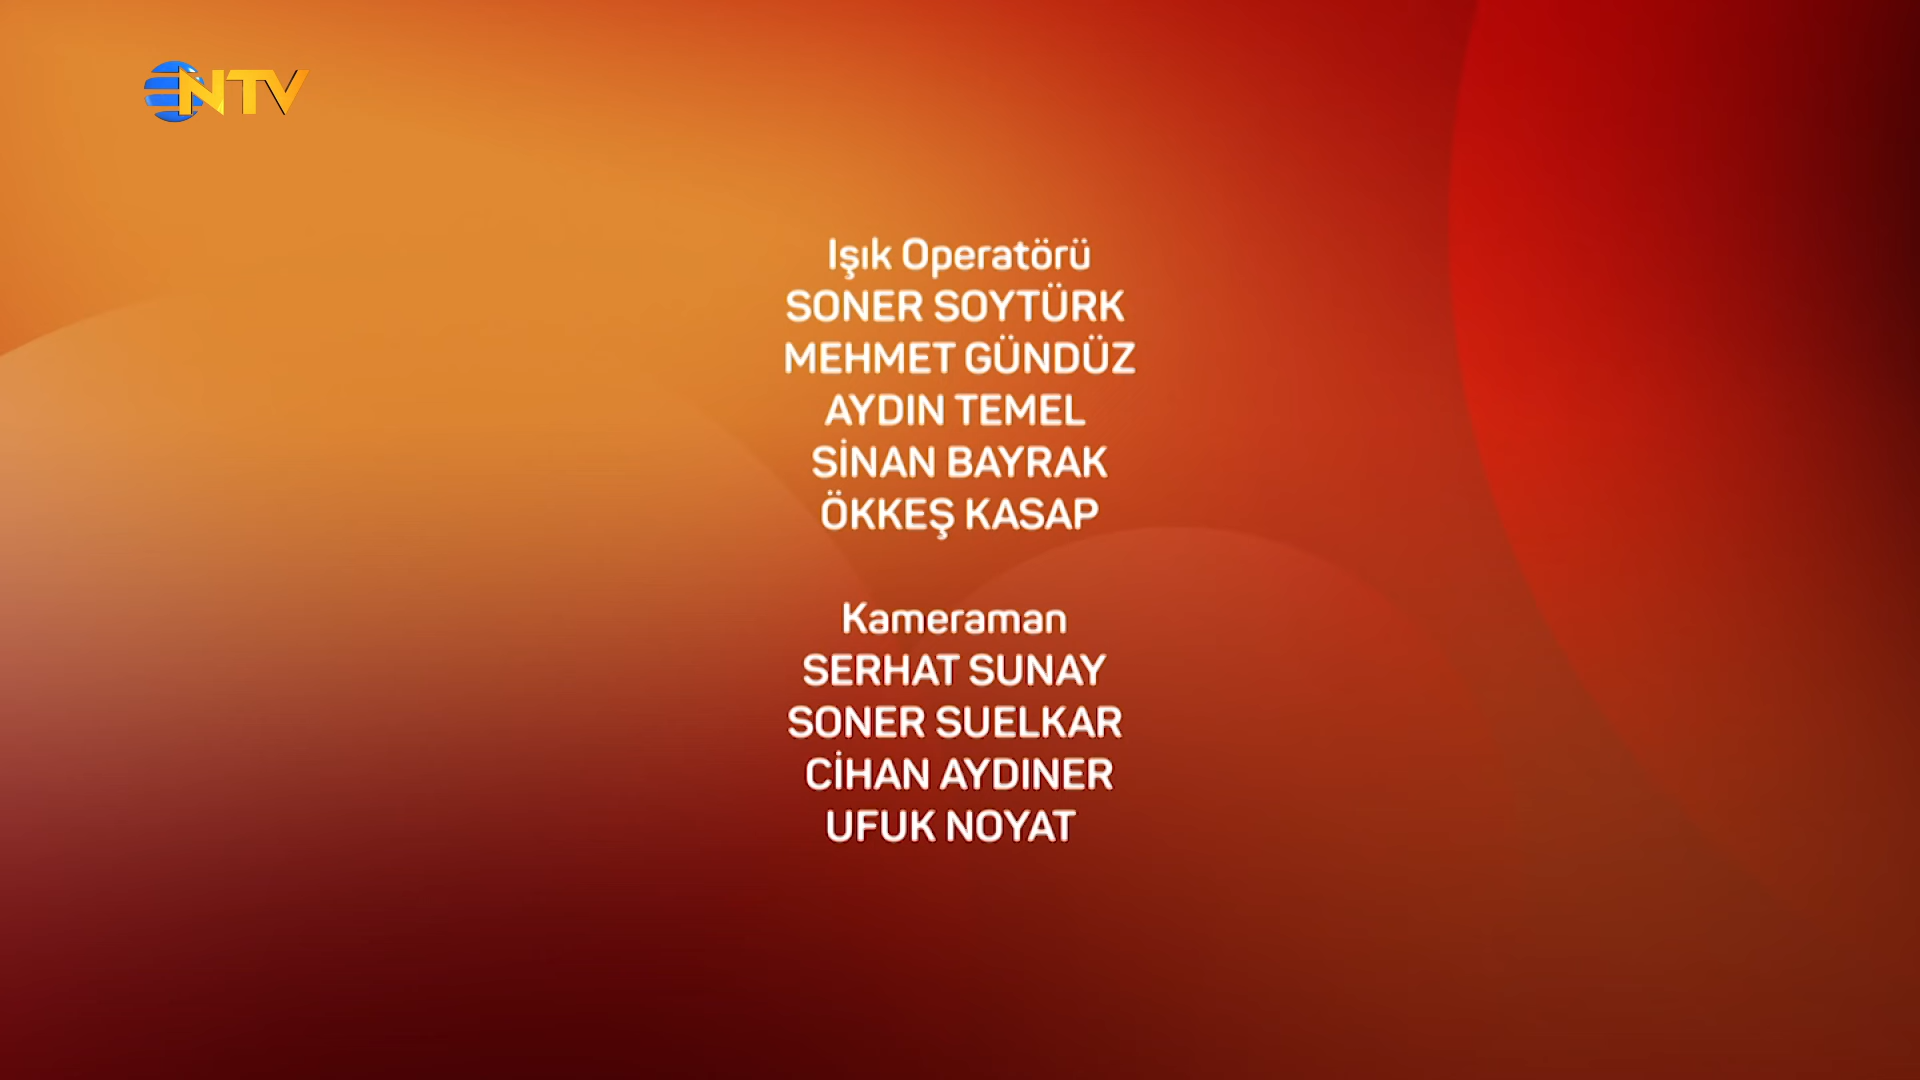 NTV
Işık Operatörü
SONER SOYTÜRK
MEHMET GÜNDÜZ
AYDIN TEMEL
SİNAN BAYRAK
ÖKKEŞ KASAP
Kameraman
SERHAT SUNAY
SONER SUELKAR
CİHAN AYDINER
UFUK NOYAT